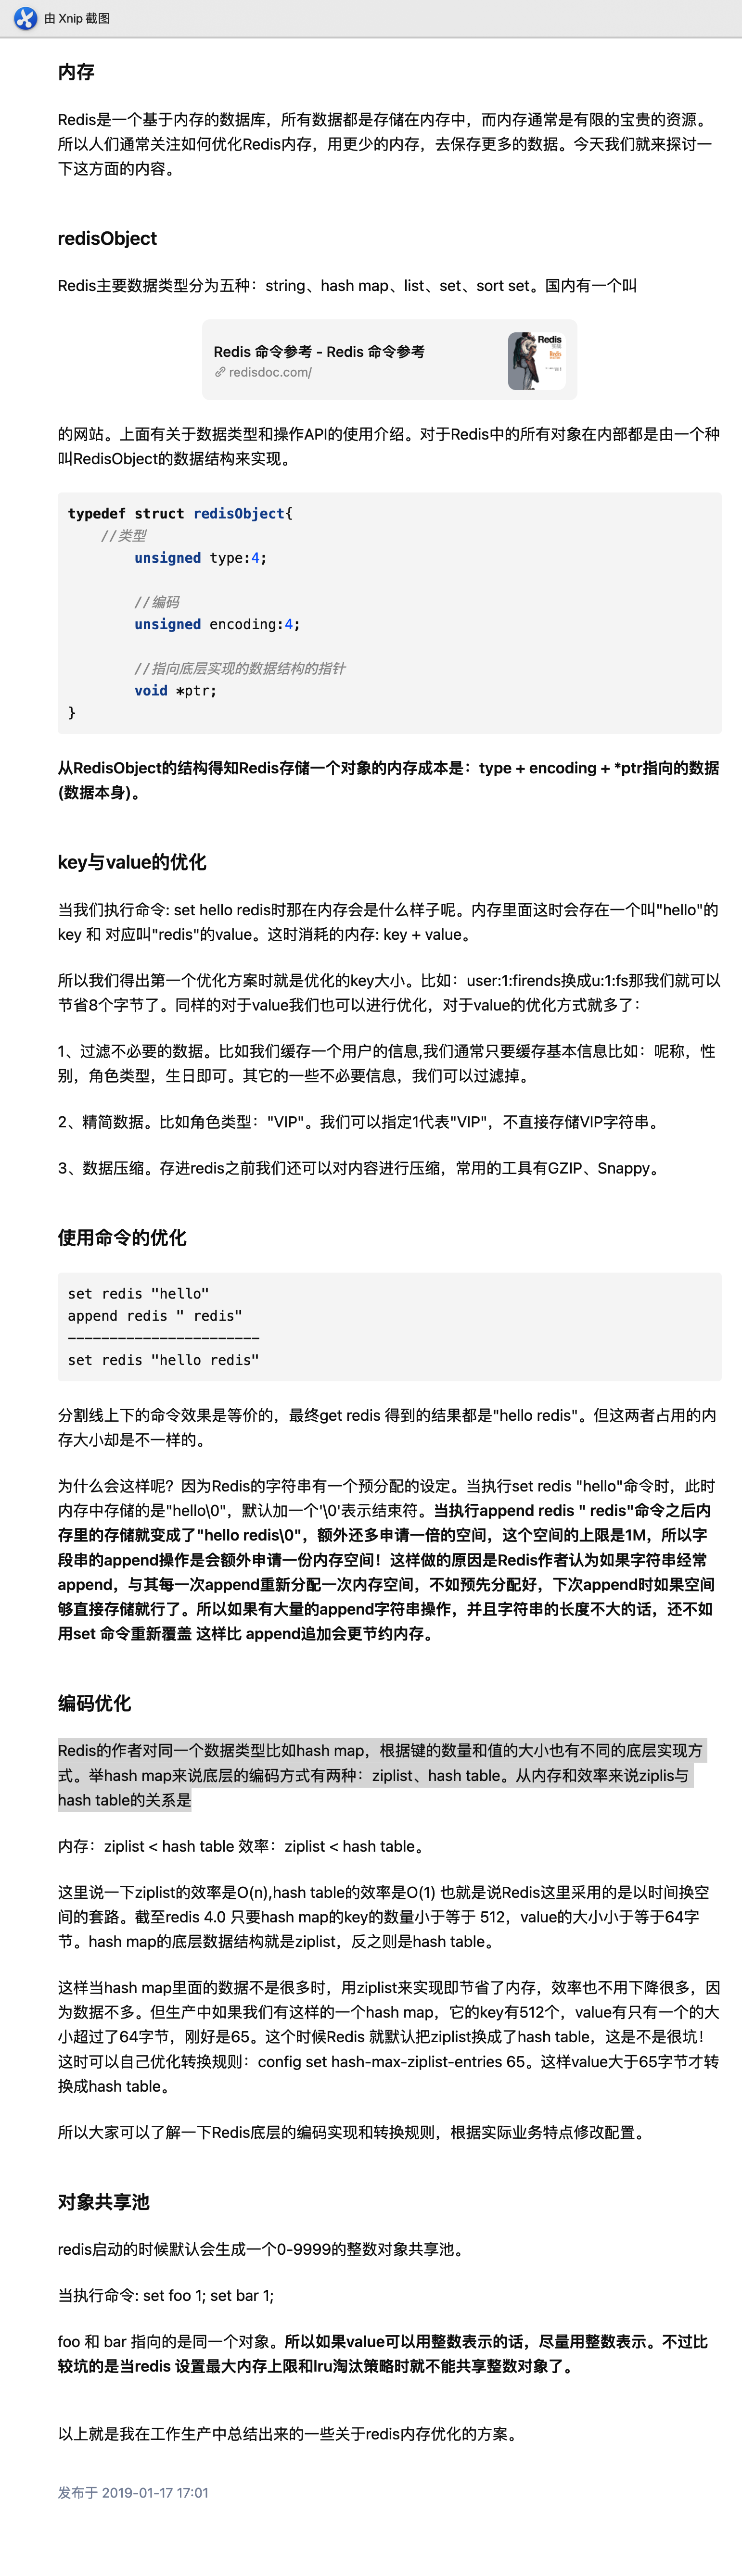 由 Xnip 截图
内存
Redis是一个基于内存的数据库，所有数据都是存储在内存中，而内存通常是有限的宝贵的资源。
所以人们通常关注如何优化Redis内存，用更少的内存，去保存更多的数据。今天我们就来探讨一
下这方面的内容。
redisObject
Redis主要数据类型分为五种：string、hash map、list、set、sort set。国内有一个叫
Redis 命令参考 - Redis 命令参考
redisdoc.com/
Redis
的网站。上面有关于数据类型和操作API的使用介绍。对于Redis中的所有对象在内部都是由一个种
叫RedisObject的数据结构来实现。
typedef struct redisObject{
//类型
unsigned type:4;
//编码
unsigned encoding:4;
//指向底层实现的数据结构的指针
void *ptr;
}
从RedisObject的结构得知Redis存储一个对象的内存成本是：type + encoding + *ptr指向的数据
(数据本身)。
key与value的优化
当我们执行命令: set hello redis时那在内存会是什么样子呢。内存里面这时会存在一个叫"hello"的
key 和 对应叫"redis"的value。这时消耗的内存: key + value。
所以我们得出第一个优化方案时就是优化的key大小。比如：user:1:firends换成u:1:fs那我们就可以
节省8个字节了。同样的对于value我们也可以进行优化，对于value的优化方式就多了：
1、过滤不必要的数据。比如我们缓存一个用户的信息,我们通常只要缓存基本信息比如：呢称，性
别，角色类型，生日即可。其它的一些不必要信息，我们可以过滤掉。
2、精简数据。比如角色类型："VIP"。我们可以指定1代表"VIP"，不直接存储VIP字符串。
3、数据压缩。存进redis之前我们还可以对内容进行压缩，常用的工具有GZIP、Snappy。
使用命令的优化
set redis "hello"
append redis " redis"
-----------------------
set redis "hello redis"
分割线上下的命令效果是等价的，最终get redis 得到的结果都是"hello redis"。但这两者占用的内
存大小却是不一样的。
为什么会这样呢？因为Redis的字符串有一个预分配的设定。当执行set redis "hello"命令时，此时
内存中存储的是"hello\0"，默认加一个'\0'表示结束符。当执行append redis " redis"命令之后内
存里的存储就变成了"hello redis\0"，额外还多申请一倍的空间，这个空间的上限是1M，所以字
段串的append操作是会额外申请一份内存空间！这样做的原因是Redis作者认为如果字符串经常
append，与其每一次append重新分配一次内存空间，不如预先分配好，下次append时如果空间
够直接存储就行了。所以如果有大量的append字符串操作，并且字符串的长度不大的话，还不如
用set 命令重新覆盖 这样比 append追加会更节约内存。
编码优化
Redis的作者对同一个数据类型比如hash map，根据键的数量和值的大小也有不同的底层实现方
式。举hash map来说底层的编码方式有两种：ziplist、hash table。从内存和效率来说ziplis与
hash table的关系是
内存：ziplist < hash table 效率：ziplist < hash table。
这里说一下ziplist的效率是O(n),hash table的效率是O(1) 也就是说Redis这里采用的是以时间换空
间的套路。截至redis 4.0 只要hash map的key的数量小于等于 512，value的大小小于等于64字
节。hash map的底层数据结构就是ziplist，反之则是hash table。
这样当hash map里面的数据不是很多时，用ziplist来实现即节省了内存，效率也不用下降很多，因
为数据不多。但生产中如果我们有这样的一个hash map，它的key有512个，value有只有一个的大
小超过了64字节，刚好是65。这个时候Redis 就默认把ziplist换成了hash table，这是不是很坑！
这时可以自己优化转换规则：config set hash-max-ziplist-entries 65。这样value大于65字节才转
换成hash table。
所以大家可以了解一下Redis底层的编码实现和转换规则，根据实际业务特点修改配置。
对象共享池
redis启动的时候默认会生成一个0-9999的整数对象共享池。
当执行命令: set foo 1; set bar 1;
foo 和 bar 指向的是同一个对象。所以如果value可以用整数表示的话，尽量用整数表示。不过比
较坑的是当redis 设置最大内存上限和lru淘汰策略时就不能共享整数对象了。
以上就是我在工作生产中总结出来的一些关于redis内存优化的方案。
发布于 2019-01-17 17:01